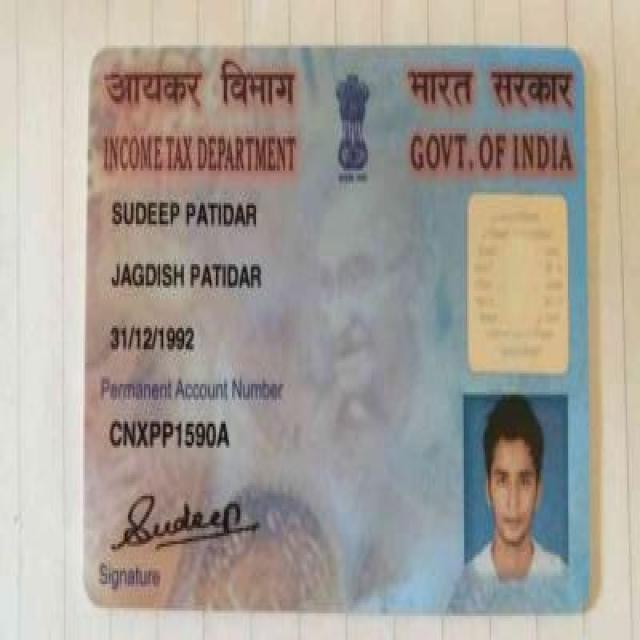 आयकर विभाग
भारत सरकार
INCOME TAX DEPARTMENT
GOVT. OF INDIA
SUDEEP PATIDAR
JAGDISH PATIDAR
31/12/1992
Permanent Account Number
CNXPP1590A
Sudeep
Signature